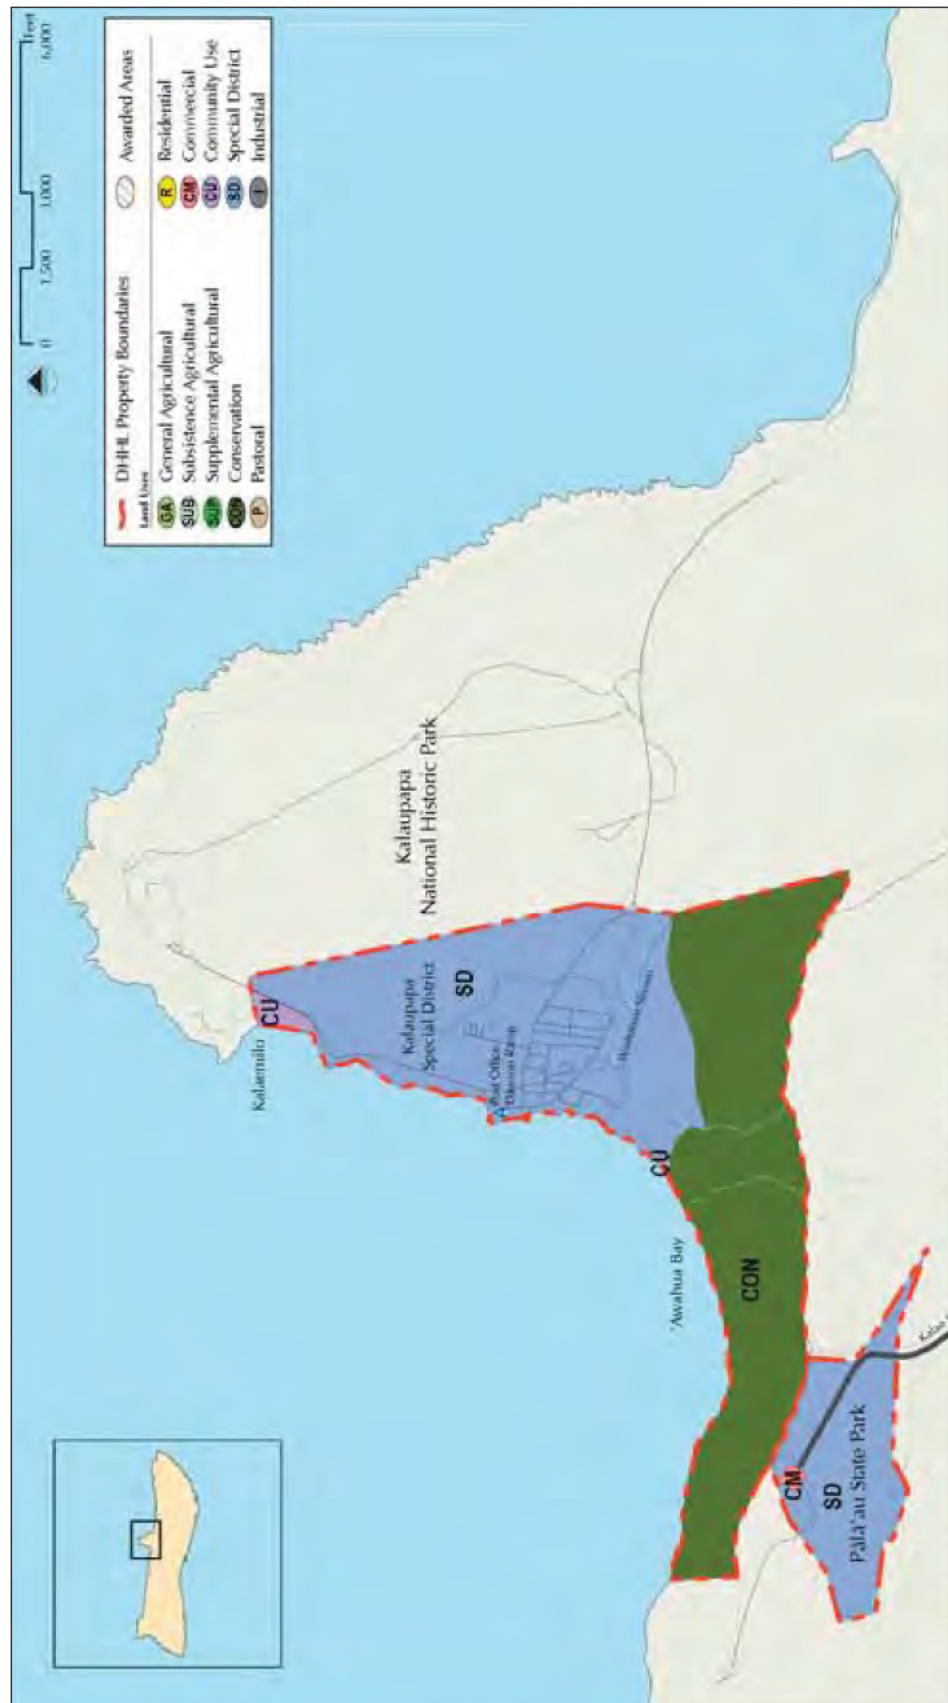 0 1,500 3,000 6,000
Feet
DHHL Property Boundaries
Awarded Areas
Land Uses
GA General Agricultural
SUB Subsistence Agricultural
SUP Supplemental Agricultural
CON Conservation
P Pastoral
R Residential
CM Commercial
CU Community Use
SD Special District
I Industrial
Kalaemilo
CU
Kalaupapa
Special District
SD
Kalaupapa
National Historic Park
Post Office
CU
'Awahua Bay
CON
CM
SD
Pālā'au State Park
Kalae